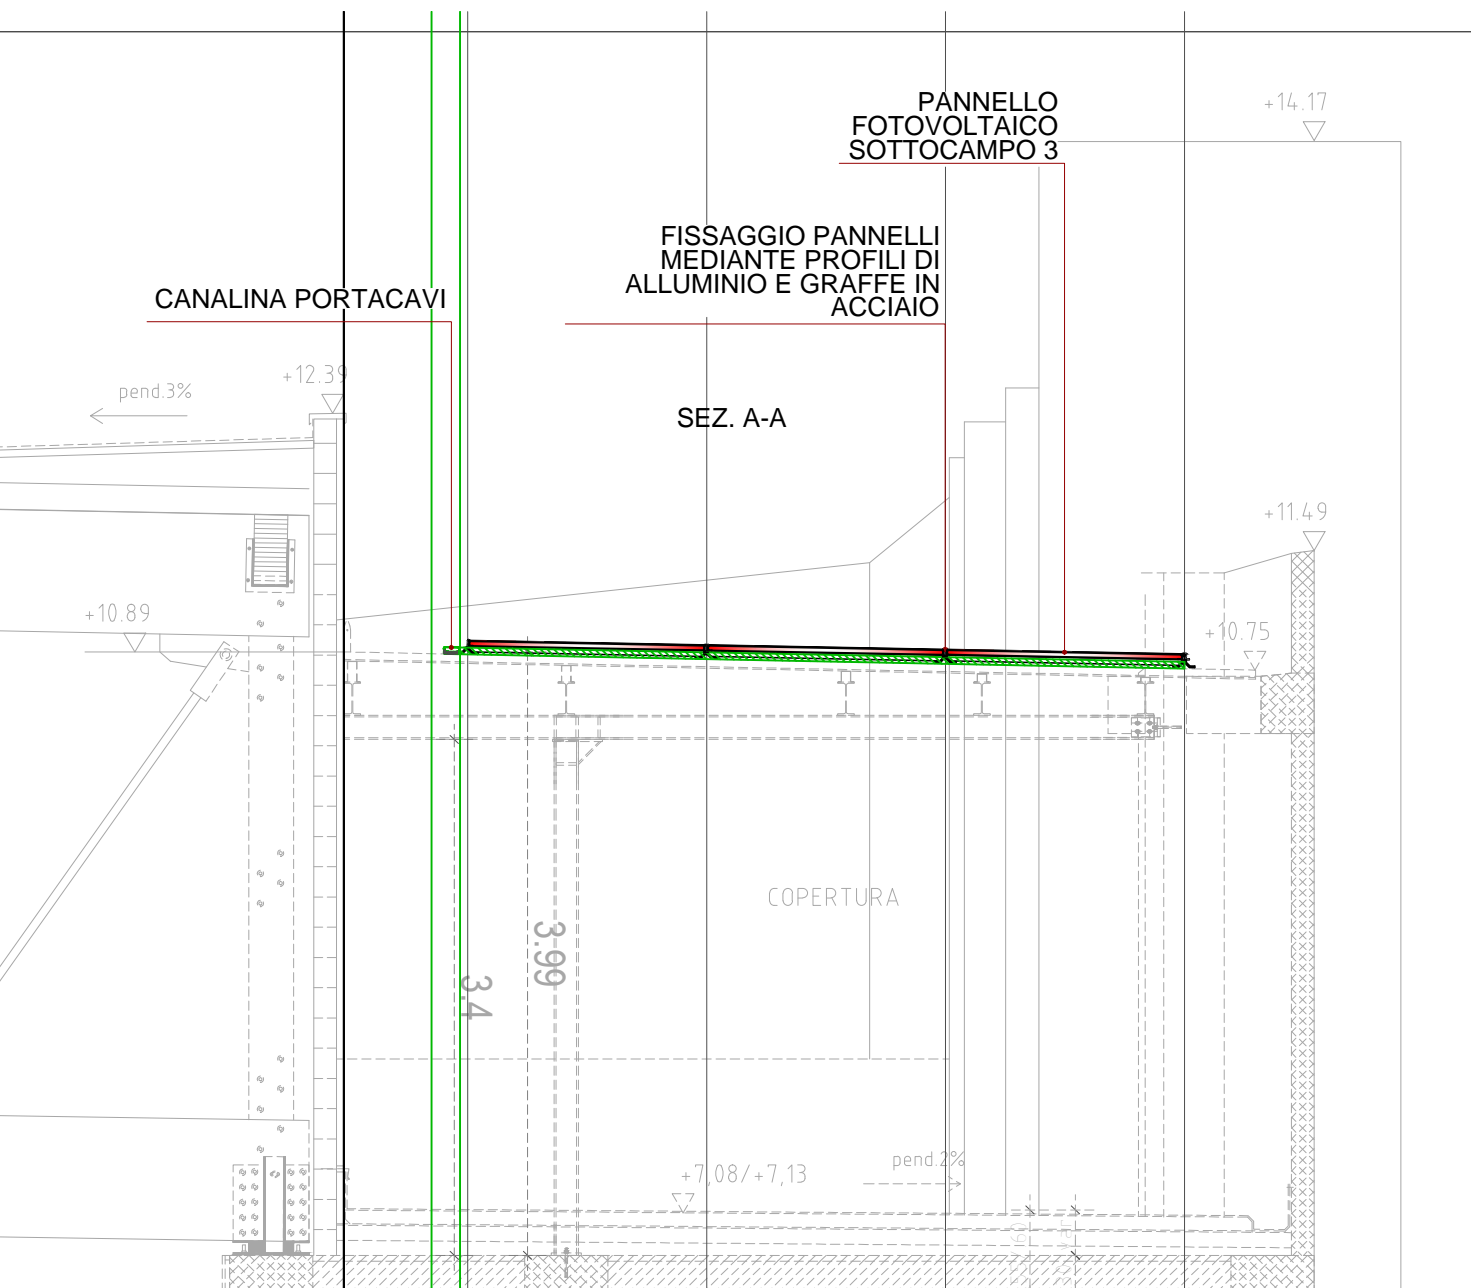 PANNELLO
FOTOVOLTAICO
SOTTOCAMPO 3
+14.17
FISSAGGIO PANNELLI
MEDIANTE PROFILI DI
ALLUMINIO E GRAFFE IN
ACCIAIO
CANALINA PORTACAVI
+12.39
pend.3%
SEZ. A-A
+11.49
+10.89
+10.75
COPERTURA
3.99
3.4
pend.2%
+7,08/+7,13